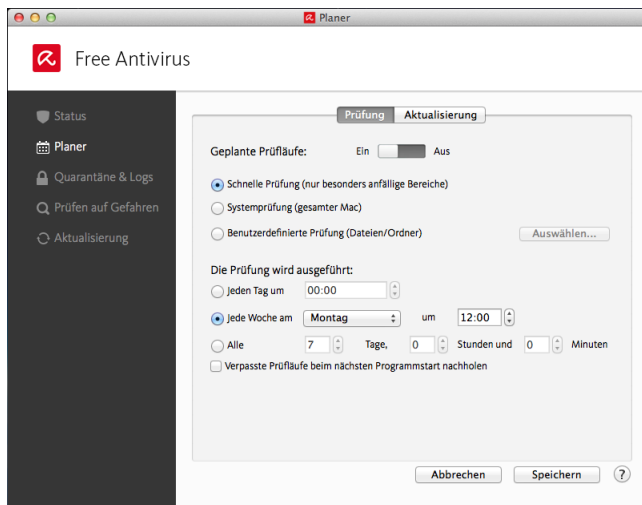 Planer
Free Antivirus
Status
Planer
Quarantäne & Logs
Prüfen auf Gefahren
Aktualisierung
Prüfung Aktualisierung
Geplante Prüfläufe: Ein Aus
Schnelle Prüfung (nur besonders anfällige Bereiche)
Systemprüfung (gesamter Mac)
Benutzerdefinierte Prüfung (Dateien/Ordner) Auswählen...
Die Prüfung wird ausgeführt:
Jeden Tag um 00:00
Jede Woche am Montag um 12:00
Alle 7 Tage, 0 Stunden und 0 Minuten
Verpasste Prüfläufe beim nächsten Programmstart nachholen
Abbrechen Speichern ?